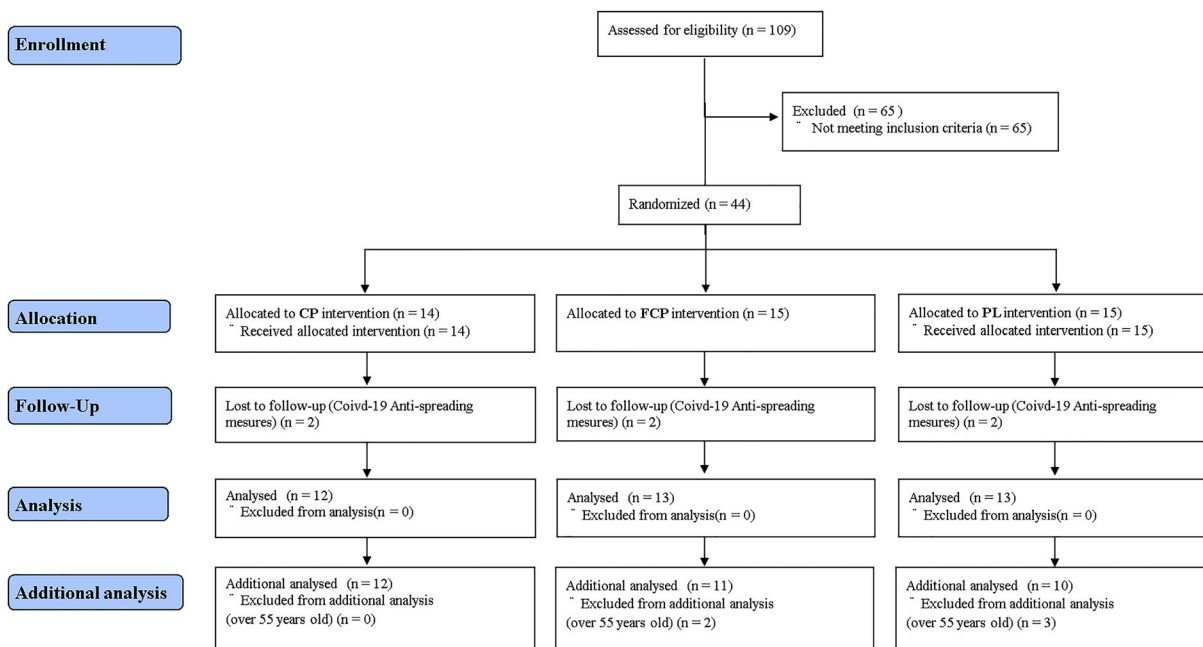 Enrollment
Assessed for eligibility (n = 109)
Excluded (n = 65)
¨ Not meeting inclusion criteria (n = 65)
Randomized (n = 44)
Allocation
Allocated to CP intervention (n = 14)
¨ Received allocated intervention (n = 14)
Allocated to FCP intervention (n = 15)
Allocated to PL intervention (n = 15)
¨ Received allocated intervention (n = 15)
Follow-Up
Lost to follow-up (Coivd-19 Anti-spreading
mesures) (n = 2)
Lost to follow-up (Coivd-19 Anti-spreading
mesures) (n = 2)
Lost to follow-up (Coivd-19 Anti-spreading
mesures) (n = 2)
Analysis
Analysed (n = 12)
¨ Excluded from analysis(n = 0)
Analysed (n = 13)
¨ Excluded from analysis(n = 0)
Analysed (n = 13)
¨ Excluded from analysis(n = 0)
Additional analysis
Additional analysed (n = 12)
¨ Excluded from additional analysis
(over 55 years old) (n = 0)
Additional analysed (n = 11)
¨ Excluded from additional analysis
(over 55 years old) (n = 2)
Additional analysed (n = 10)
¨ Excluded from additional analysis
(over 55 years old) (n = 3)